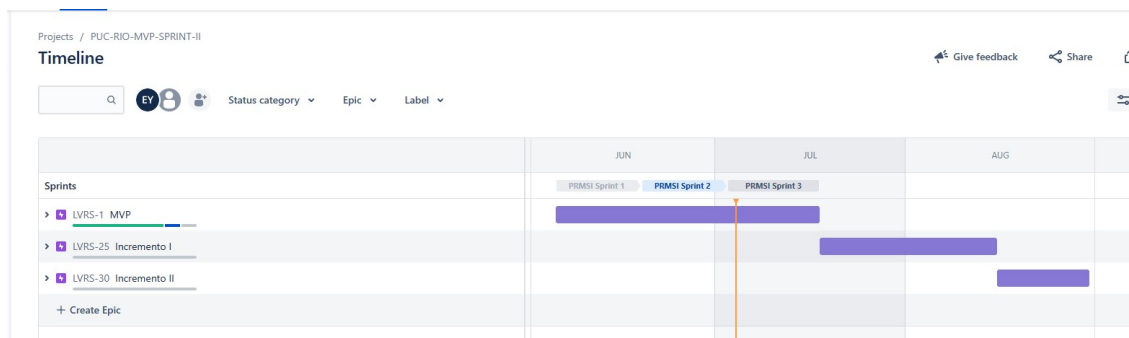 Projects / PUC-RIO-MVP-SPRINT-II
Timeline
Give feedback
Share
EY
Status category
Epic
Label
JUN JUL AUG
Sprints
PRMSI Sprint 1 PRMSI Sprint 2 PRMSI Sprint 3
LVRS-1 MVP
LVRS-25 Incremento I
LVRS-30 Incremento II
+ Create Epic